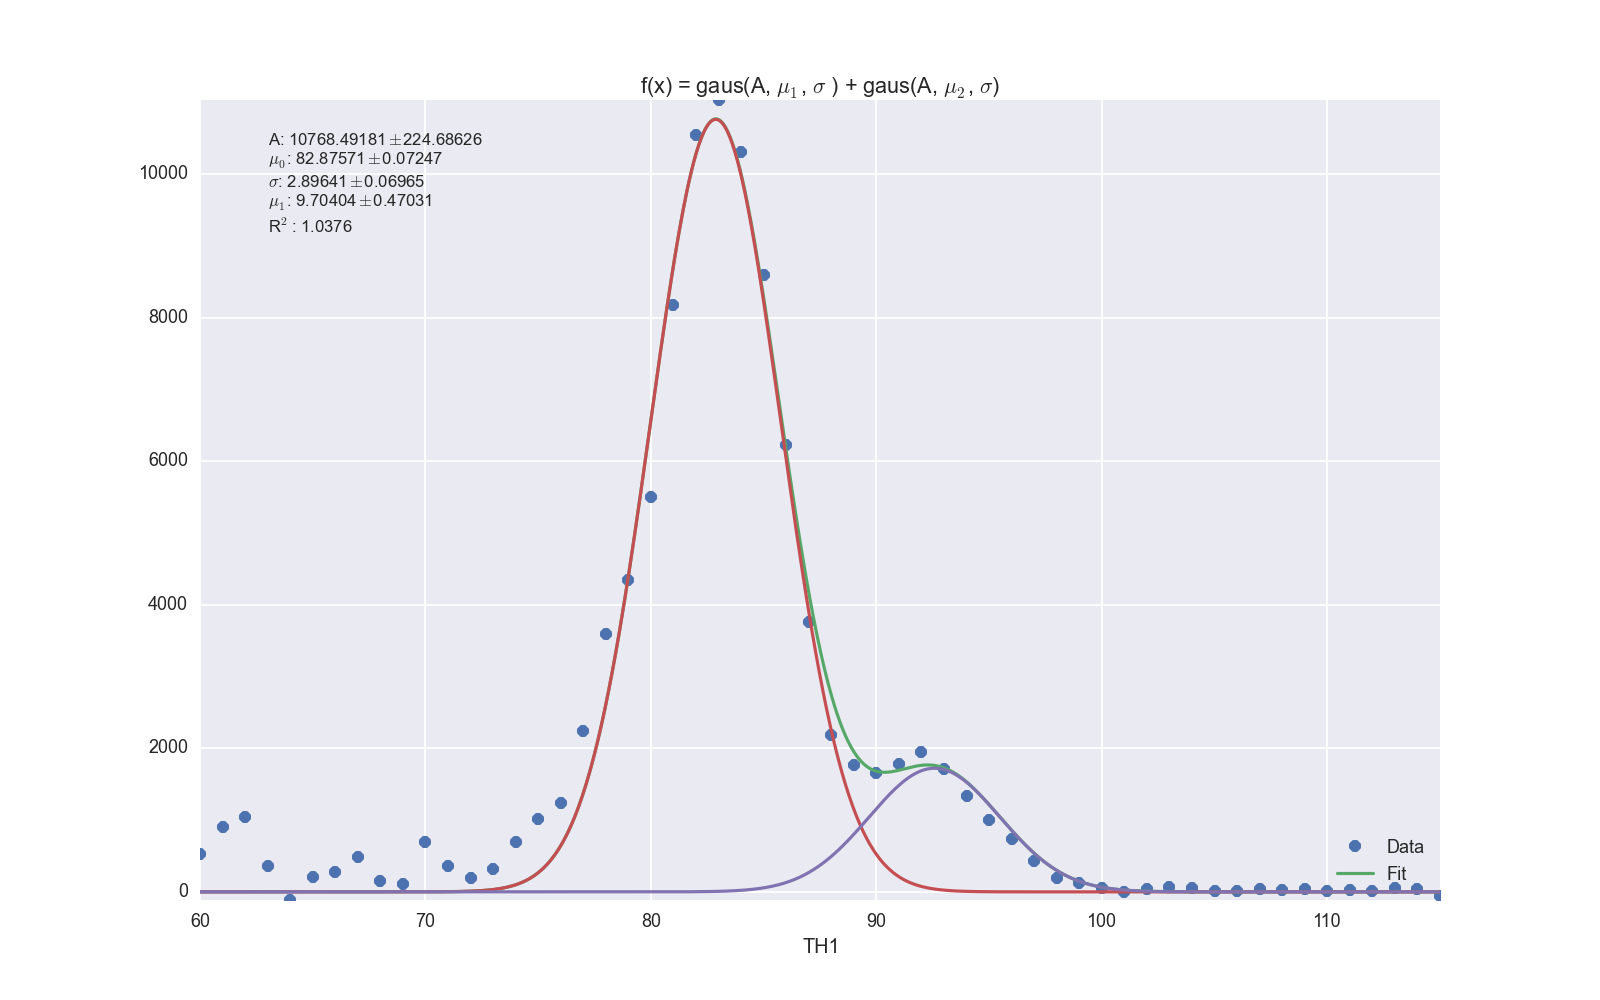 f(x) = gaus(A, μ₁, σ ) + gaus(A, μ₂, σ)
A: 10768.49181±224.68626
μ₀: 82.87571±0.07247
σ: 2.89641±0.06965
μ₁: 9.70404±0.47031
R² : 1.0376
10000
8000
6000
4000
2000
0
Data
Fit
60 70 80 90 100 110
TH1